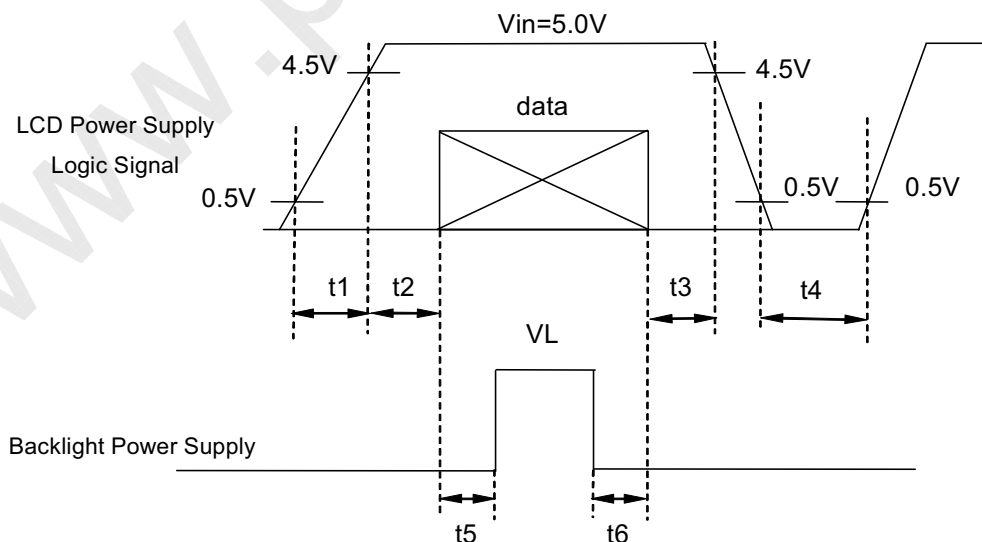 Vin=5.0V
4.5V
4.5V
data
LCD Power Supply
Logic Signal
0.5V
0.5V
0.5V
t1
t2
t3
t4
VL
Backlight Power Supply
t5
t6
www.p